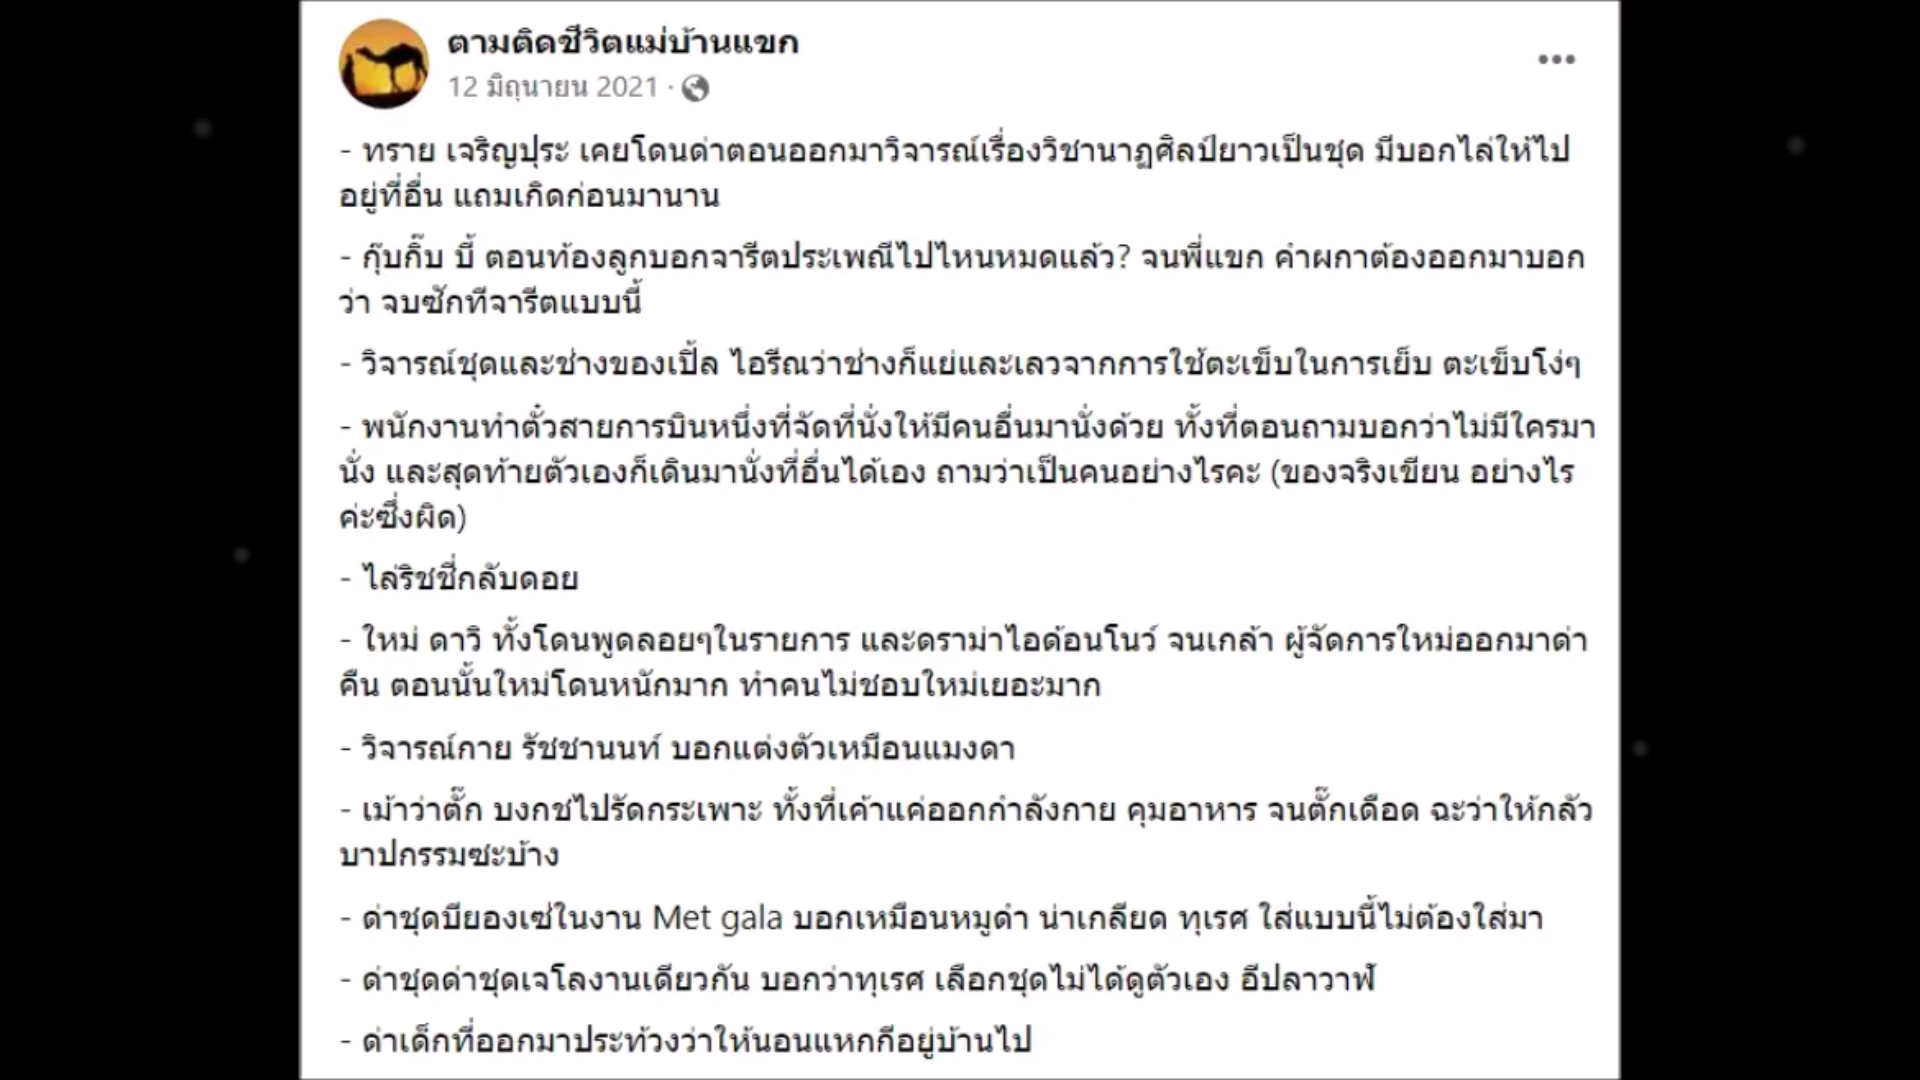 ตามติดชีวิตแม่บ้านแขก
12 มิถุนายน 2021 ·
- ทราย เจริญปุระ เคยโดนด่าตอนออกมาวิจารณ์เรื่องวิชานาฏศิลป์ยาวเป็นชุด มีบอกไล่ให้ไป
อยู่ที่อื่น แถมเกิดก่อนมานาน
- กุ๊บกิ๊บ บี้ ตอนท้องลูกบอกจารีตประเพณีไปไหนหมดแล้ว? จนพี่แขก คำผกาต้องออกมาบอก
ว่า จบซักทีจารีตแบบนี้
- วิจารณ์ชุดและช่างของเปิ้ล ไอรีณว่าช่างก็แย่และเลวจากการใช้ตะเข็บในการเย็บ ตะเข็บโง่ๆ
- พนักงานทำตั๋วสายการบินหนึ่งที่จัดที่นั่งให้มีคนอื่นมานั่งด้วย ทั้งที่ตอนถามบอกว่าไม่มีใครมา
นั่ง และสุดท้ายตัวเองก็เดินมานั่งที่อื่นได้เอง ถามว่าเป็นคนอย่างไรคะ (ของจริงเขียน อย่างไร
ค่ะซึ่งผิด)
- ไล่ริชชี่กลับดอย
- ใหม่ ดาวิ ทั้งโดนพูดลอยๆในรายการ และดราม่าไอด้อนโนว์ จนเกล้า ผู้จัดการใหม่ออกมาด่า
คืน ตอนนั้นใหม่โดนหนักมาก ทำคนไม่ชอบใหม่เยอะมาก
- วิจารณ์กาย รัชชานนท์ บอกแต่งตัวเหมือนแมงดา
- เม้าว่าตั๊ก บงกชไปรัดกระเพาะ ทั้งที่เค้าแค่ออกกำลังกาย คุมอาหาร จนตั๊กเดือด ฉะว่าให้กลัว
บาปกรรมซะบ้าง
- ด่าชุดบียองเซ่ในงาน Met gala บอกเหมือนหมูดำ น่าเกลียด ทุเรศ ใส่แบบนี้ไม่ต้องใส่มา
- ด่าชุดด่าชุดเจโลงานเดียวกัน บอกว่าทุเรศ เลือกชุดไม่ได้ดูตัวเอง อีปลาวาฬ
- ด่าเด็กที่ออกมาประท้วงว่าให้นอนแหกกีอยู่บ้านไป